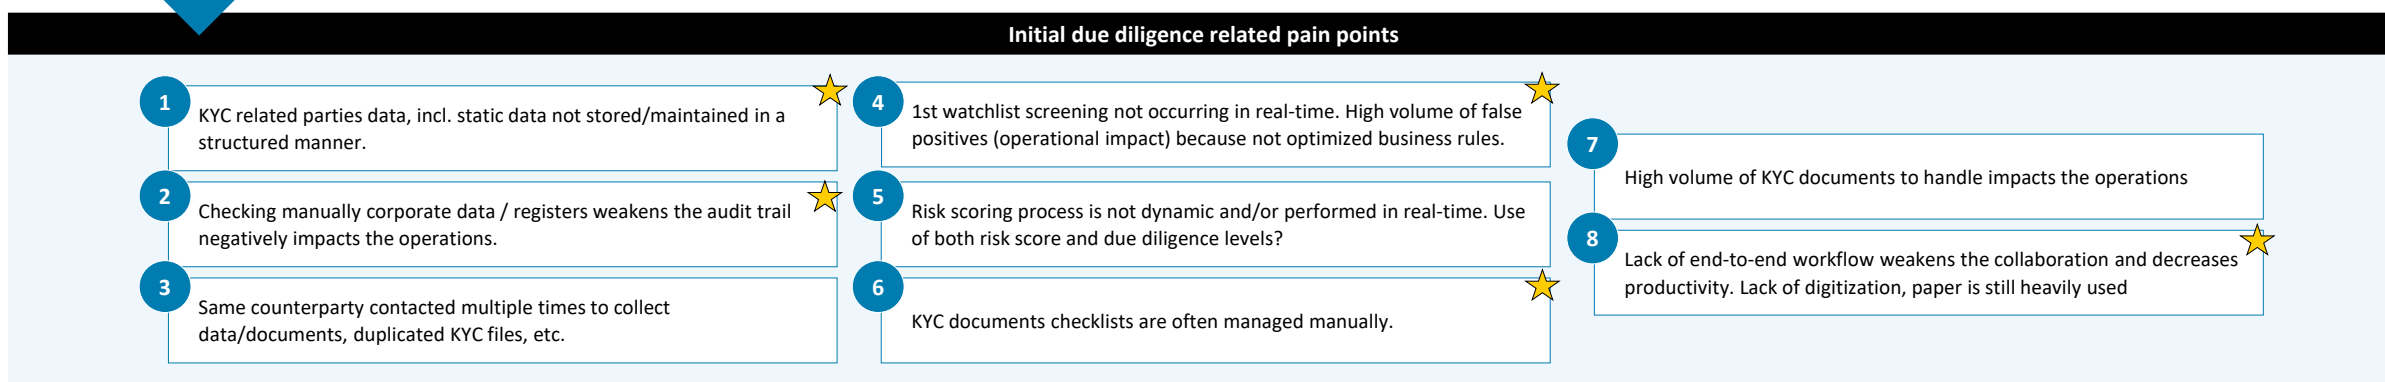 Initial due diligence related pain points
1
KYC related parties data, incl. static data not stored/maintained in a
structured manner.
2
Checking manually corporate data / registers weakens the audit trail
negatively impacts the operations.
3
Same counterparty contacted multiple times to collect
data/documents, duplicated KYC files, etc.
4
1st watchlist screening not occurring in real-time. High volume of false
positives (operational impact) because not optimized business rules.
5
Risk scoring process is not dynamic and/or performed in real-time. Use
of both risk score and due diligence levels?
6
KYC documents checklists are often managed manually.
7
High volume of KYC documents to handle impacts the operations
8
Lack of end-to-end workflow weakens the collaboration and decreases
productivity. Lack of digitization, paper is still heavily used